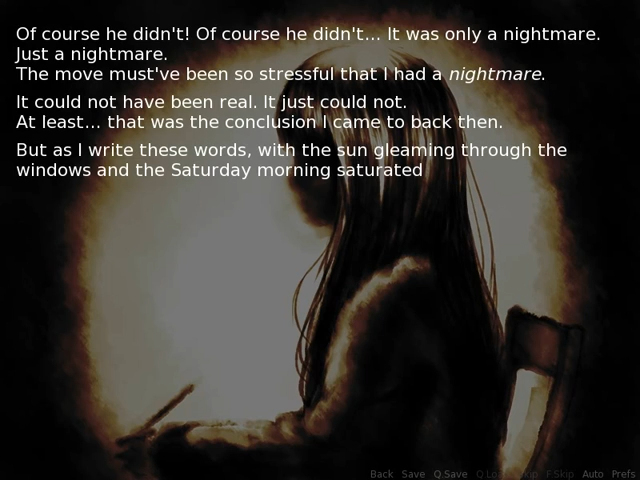 Of course he didn't! Of course he didn't... It was only a nightmare.
Just a nightmare.
The move must've been so stressful that I had a nightmare.
It could not have been real. It just could not.
At least... that was the conclusion I came to back then.
But as I write these words, with the sun gleaming through the
windows and the Saturday morning saturated
Back Save Q.Save Q.Load Skip F.Skip Auto Prefs